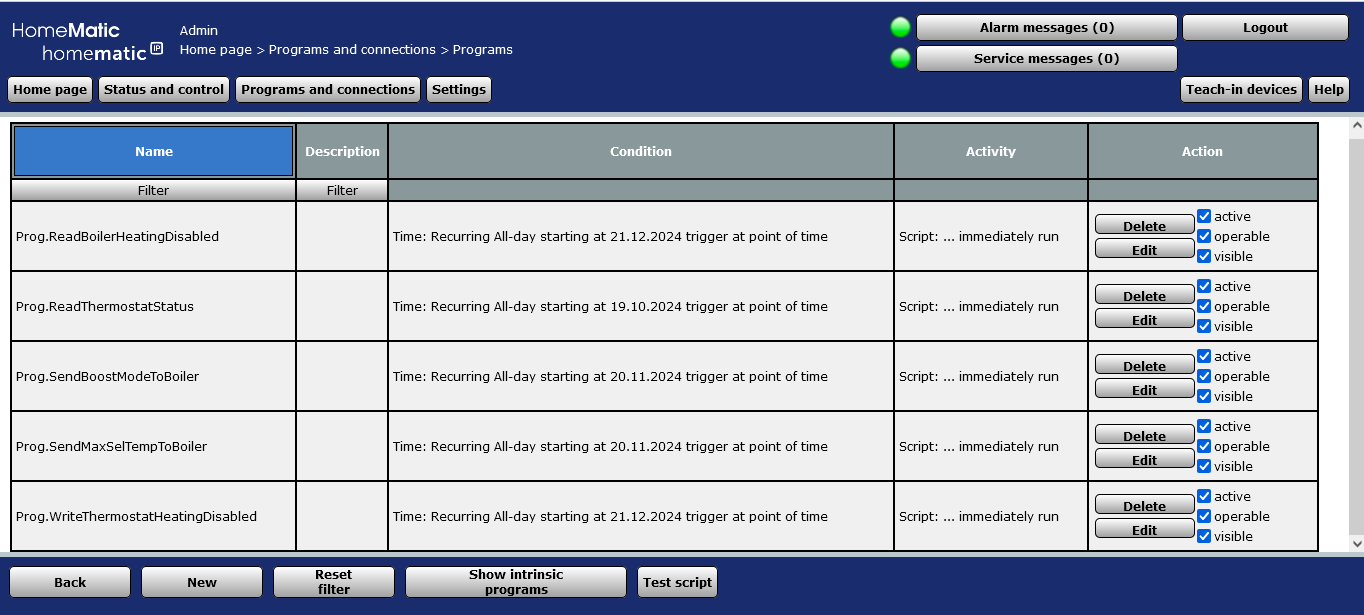 HomeMatic
homematic IP
Admin
Home page > Programs and connections > Programs
Alarm messages (0)
Logout
Service messages (0)
Home page
Status and control
Programs and connections
Settings
Teach-in devices
Help
Name
Description
Condition
Activity
Action
Filter
Filter
Prog.ReadBoilerHeatingDisabled
Time: Recurring All-day starting at 21.12.2024 trigger at point of time
Script: ... immediately run
Delete
Edit
active
operable
visible
Prog.ReadThermostatStatus
Time: Recurring All-day starting at 19.10.2024 trigger at point of time
Script: ... immediately run
Delete
Edit
active
operable
visible
Prog.SendBoostModeToBoiler
Time: Recurring All-day starting at 20.11.2024 trigger at point of time
Script: ... immediately run
Delete
Edit
active
operable
visible
Prog.SendMaxSelTempToBoiler
Time: Recurring All-day starting at 20.11.2024 trigger at point of time
Script: ... immediately run
Delete
Edit
active
operable
visible
Prog.WriteThermostatHeatingDisabled
Time: Recurring All-day starting at 21.12.2024 trigger at point of time
Script: ... immediately run
Delete
Edit
active
operable
visible
Back
New
Reset
filter
Show intrinsic
programs
Test script